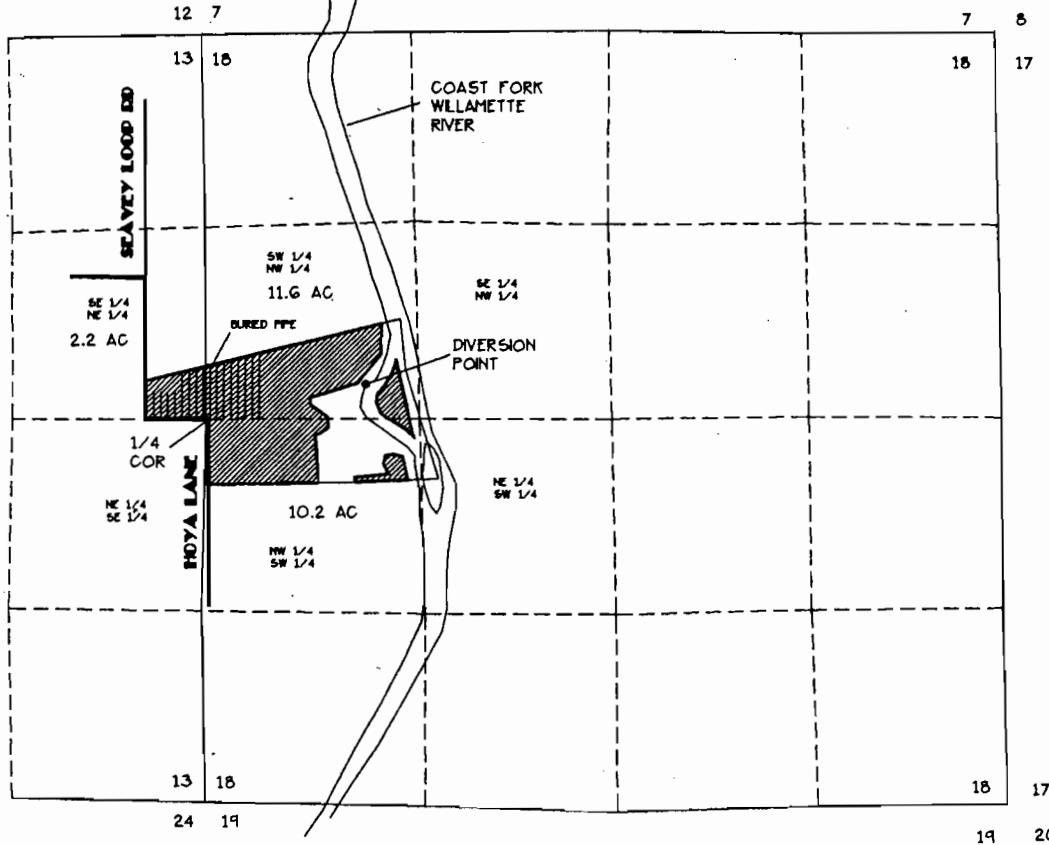 12 7
7 8
13 18
18 17
COAST FORK
WILLAMETTE
RIVER
SEAVEY LOOP RD
SW 1/4
NW 1/4
11.6 AC
SE 1/4
NW 1/4
SE 1/4
NE 1/4
2.2 AC
BURIED PIPE
DIVERSION
POINT
1/4
COR
HOYA LANE
NE 1/4
SE 1/4
NE 1/4
SW 1/4
10.2 AC
NW 1/4
SW 1/4
13 18
18 17
24 19
19 20